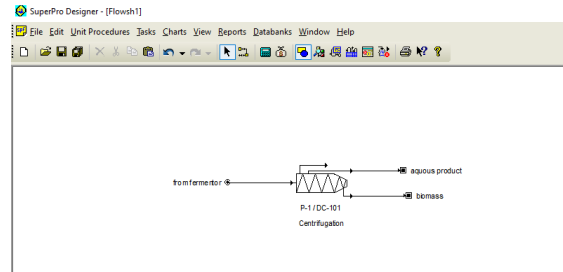 SuperPro Designer - [Flowsh1]
File Edit Unit Procedures Tasks Charts View Reports Databanks Window Help
from fermentor
aquous product
biomass
P-1 / DC-101
Centrifugation